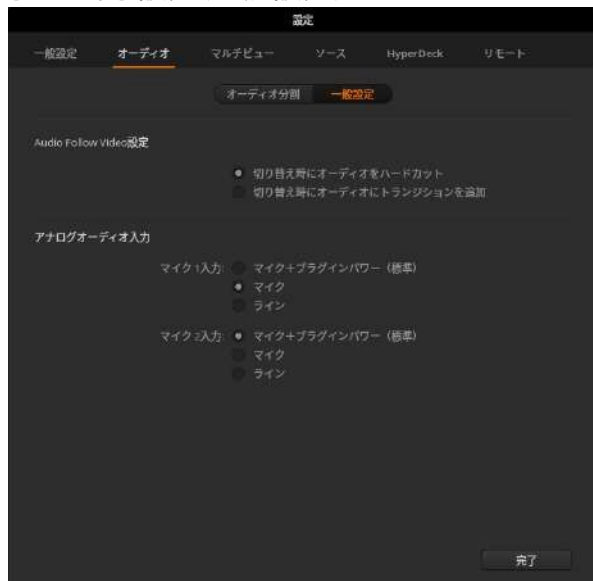 設定
一般設定 オーディオ マルチビュー ソース HyperDeck リモート
オーディオ分割 一般設定
Audio Follow Video設定
切り替え時にオーディオをハードカット
切り替え時にオーディオにトランジションを追加
アナログオーディオ入力
マイク1入力: マイク+プラグインパワー（標準）
マイク
ライン
マイク2入力: マイク+プラグインパワー（標準）
マイク
ライン
完了